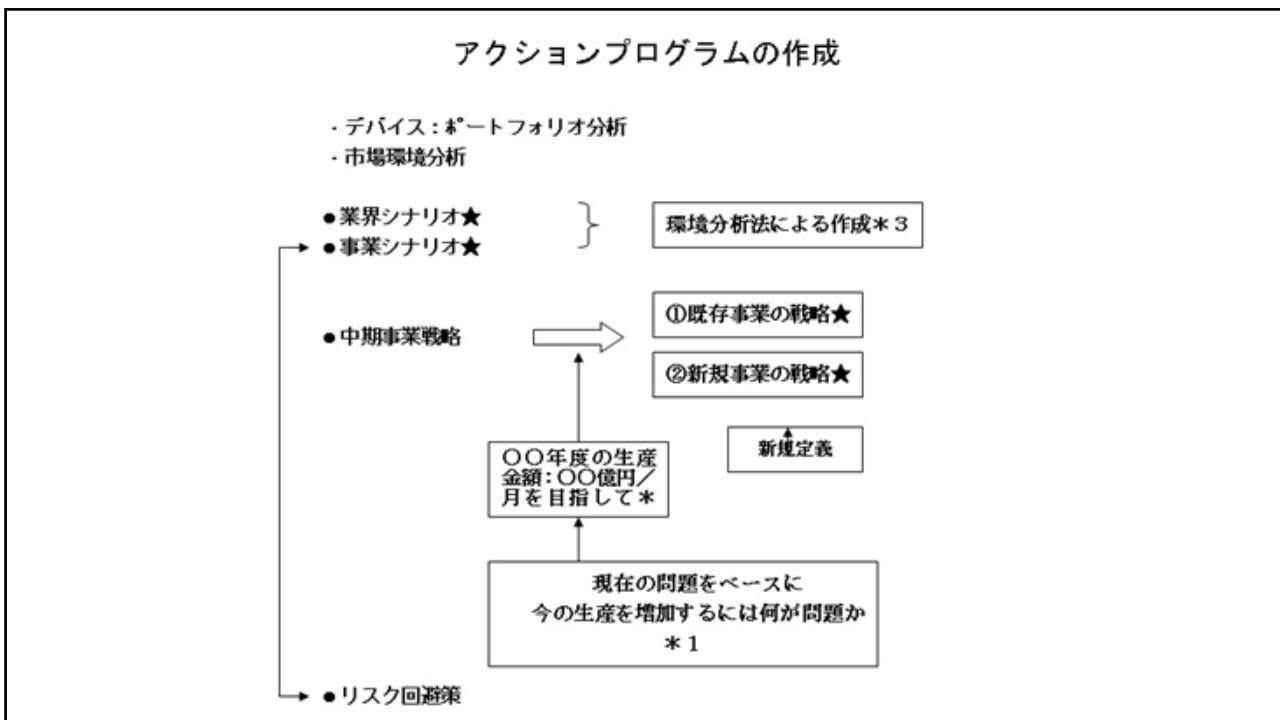 アクションプログラムの作成
・デバイス:ポートフォリオ分析
・市場環境分析
●業界シナリオ★
●事業シナリオ★
環境分析法による作成*3
●中期事業戦略
①既存事業の戦略★
②新規事業の戦略★
新規定義
〇〇年度の生産
金額:〇〇億円/
月を目指して*
現在の問題をベースに
今の生産を増加するには何が問題か
*1
●リスク回避策